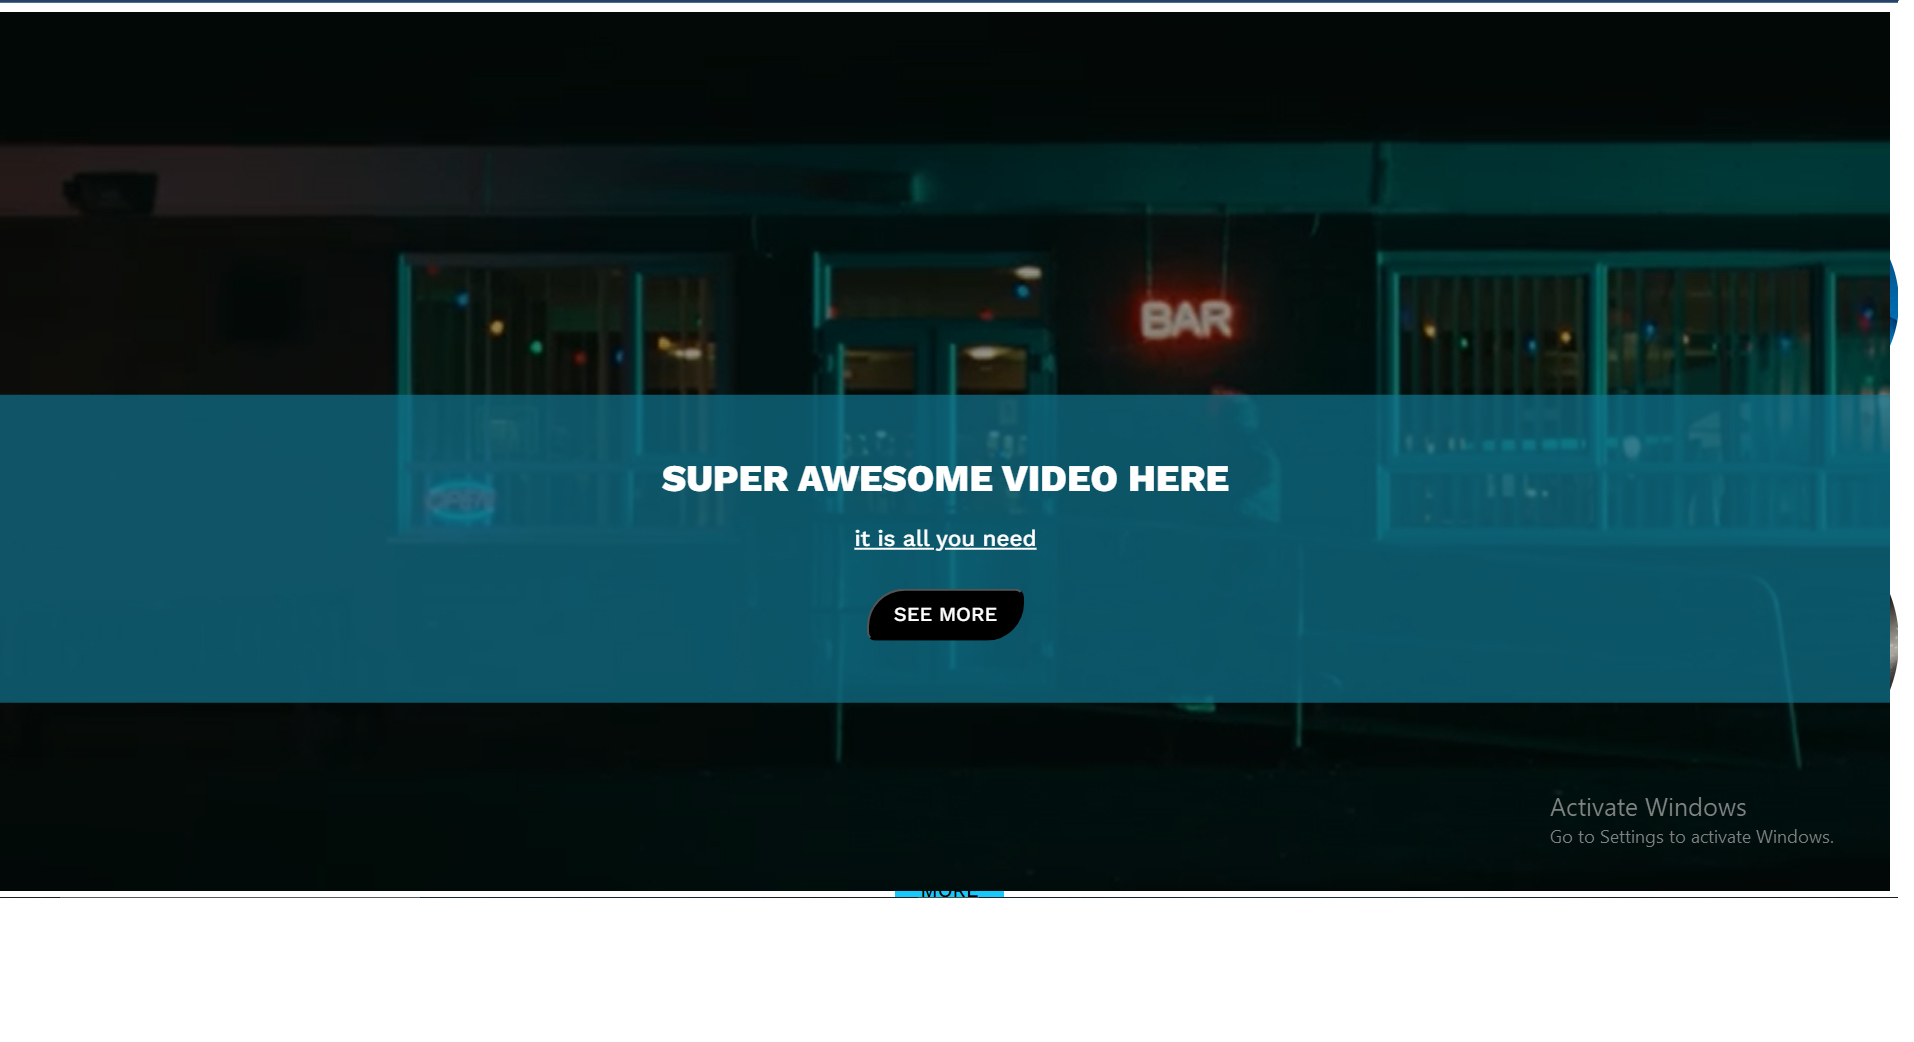 BAR
SUPER AWESOME VIDEO HERE
OPEN
it is all you need
SEE MORE
Activate Windows
Go to Settings to activate Windows.
MORE